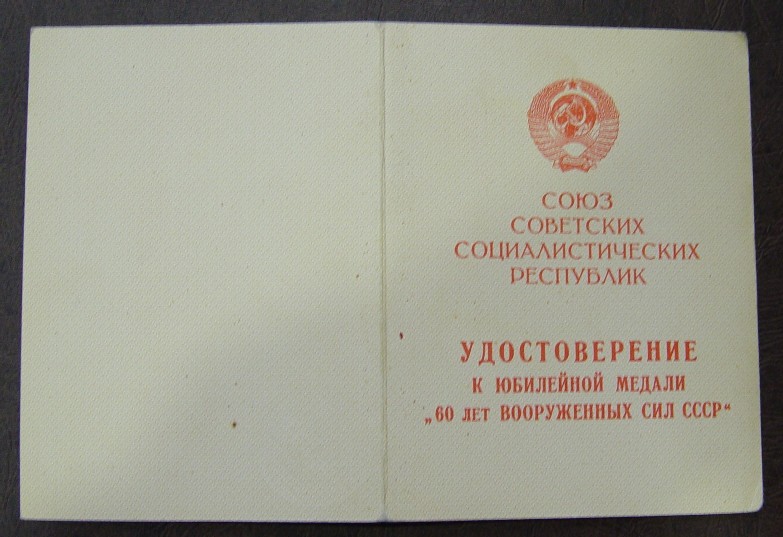 СОЮЗ
СОВЕТСКИХ
СОЦИАЛИСТИЧЕСКИХ
РЕСПУБЛИК
УДОСТОВЕРЕНИЕ
К ЮБИЛЕЙНОЙ МЕДАЛИ
„60 ЛЕТ ВООРУЖЕННЫХ СИЛ СССР“